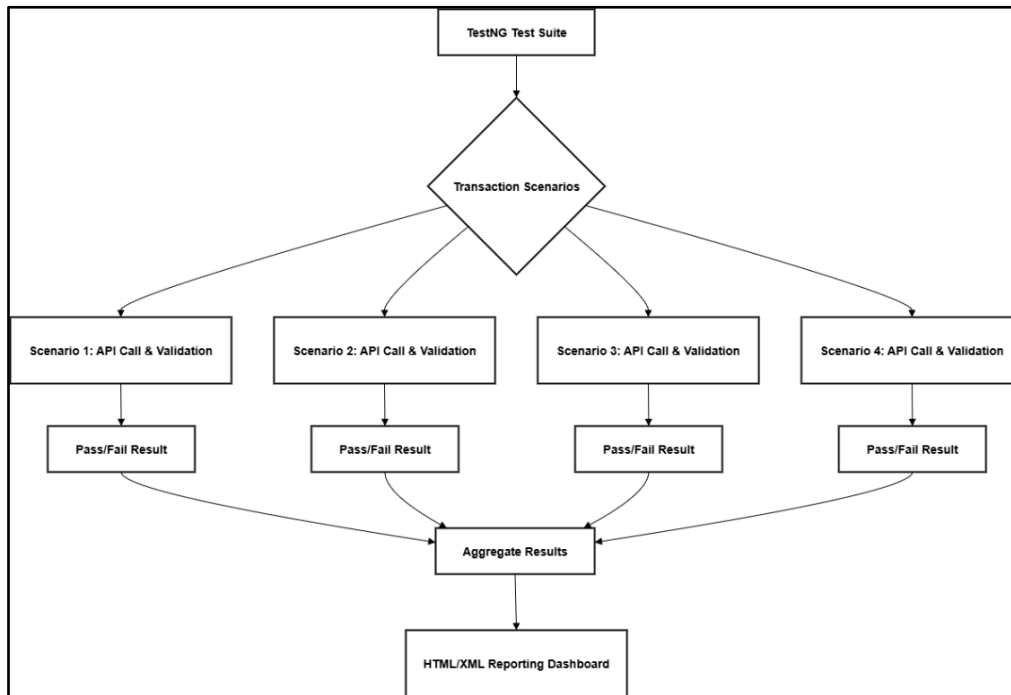 TestNG Test Suite
Transaction Scenarios
Scenario 1: API Call & Validation
Scenario 2: API Call & Validation
Scenario 3: API Call & Validation
Scenario 4: API Call & Validation
Pass/Fail Result
Pass/Fail Result
Pass/Fail Result
Pass/Fail Result
Aggregate Results
HTML/XML Reporting Dashboard